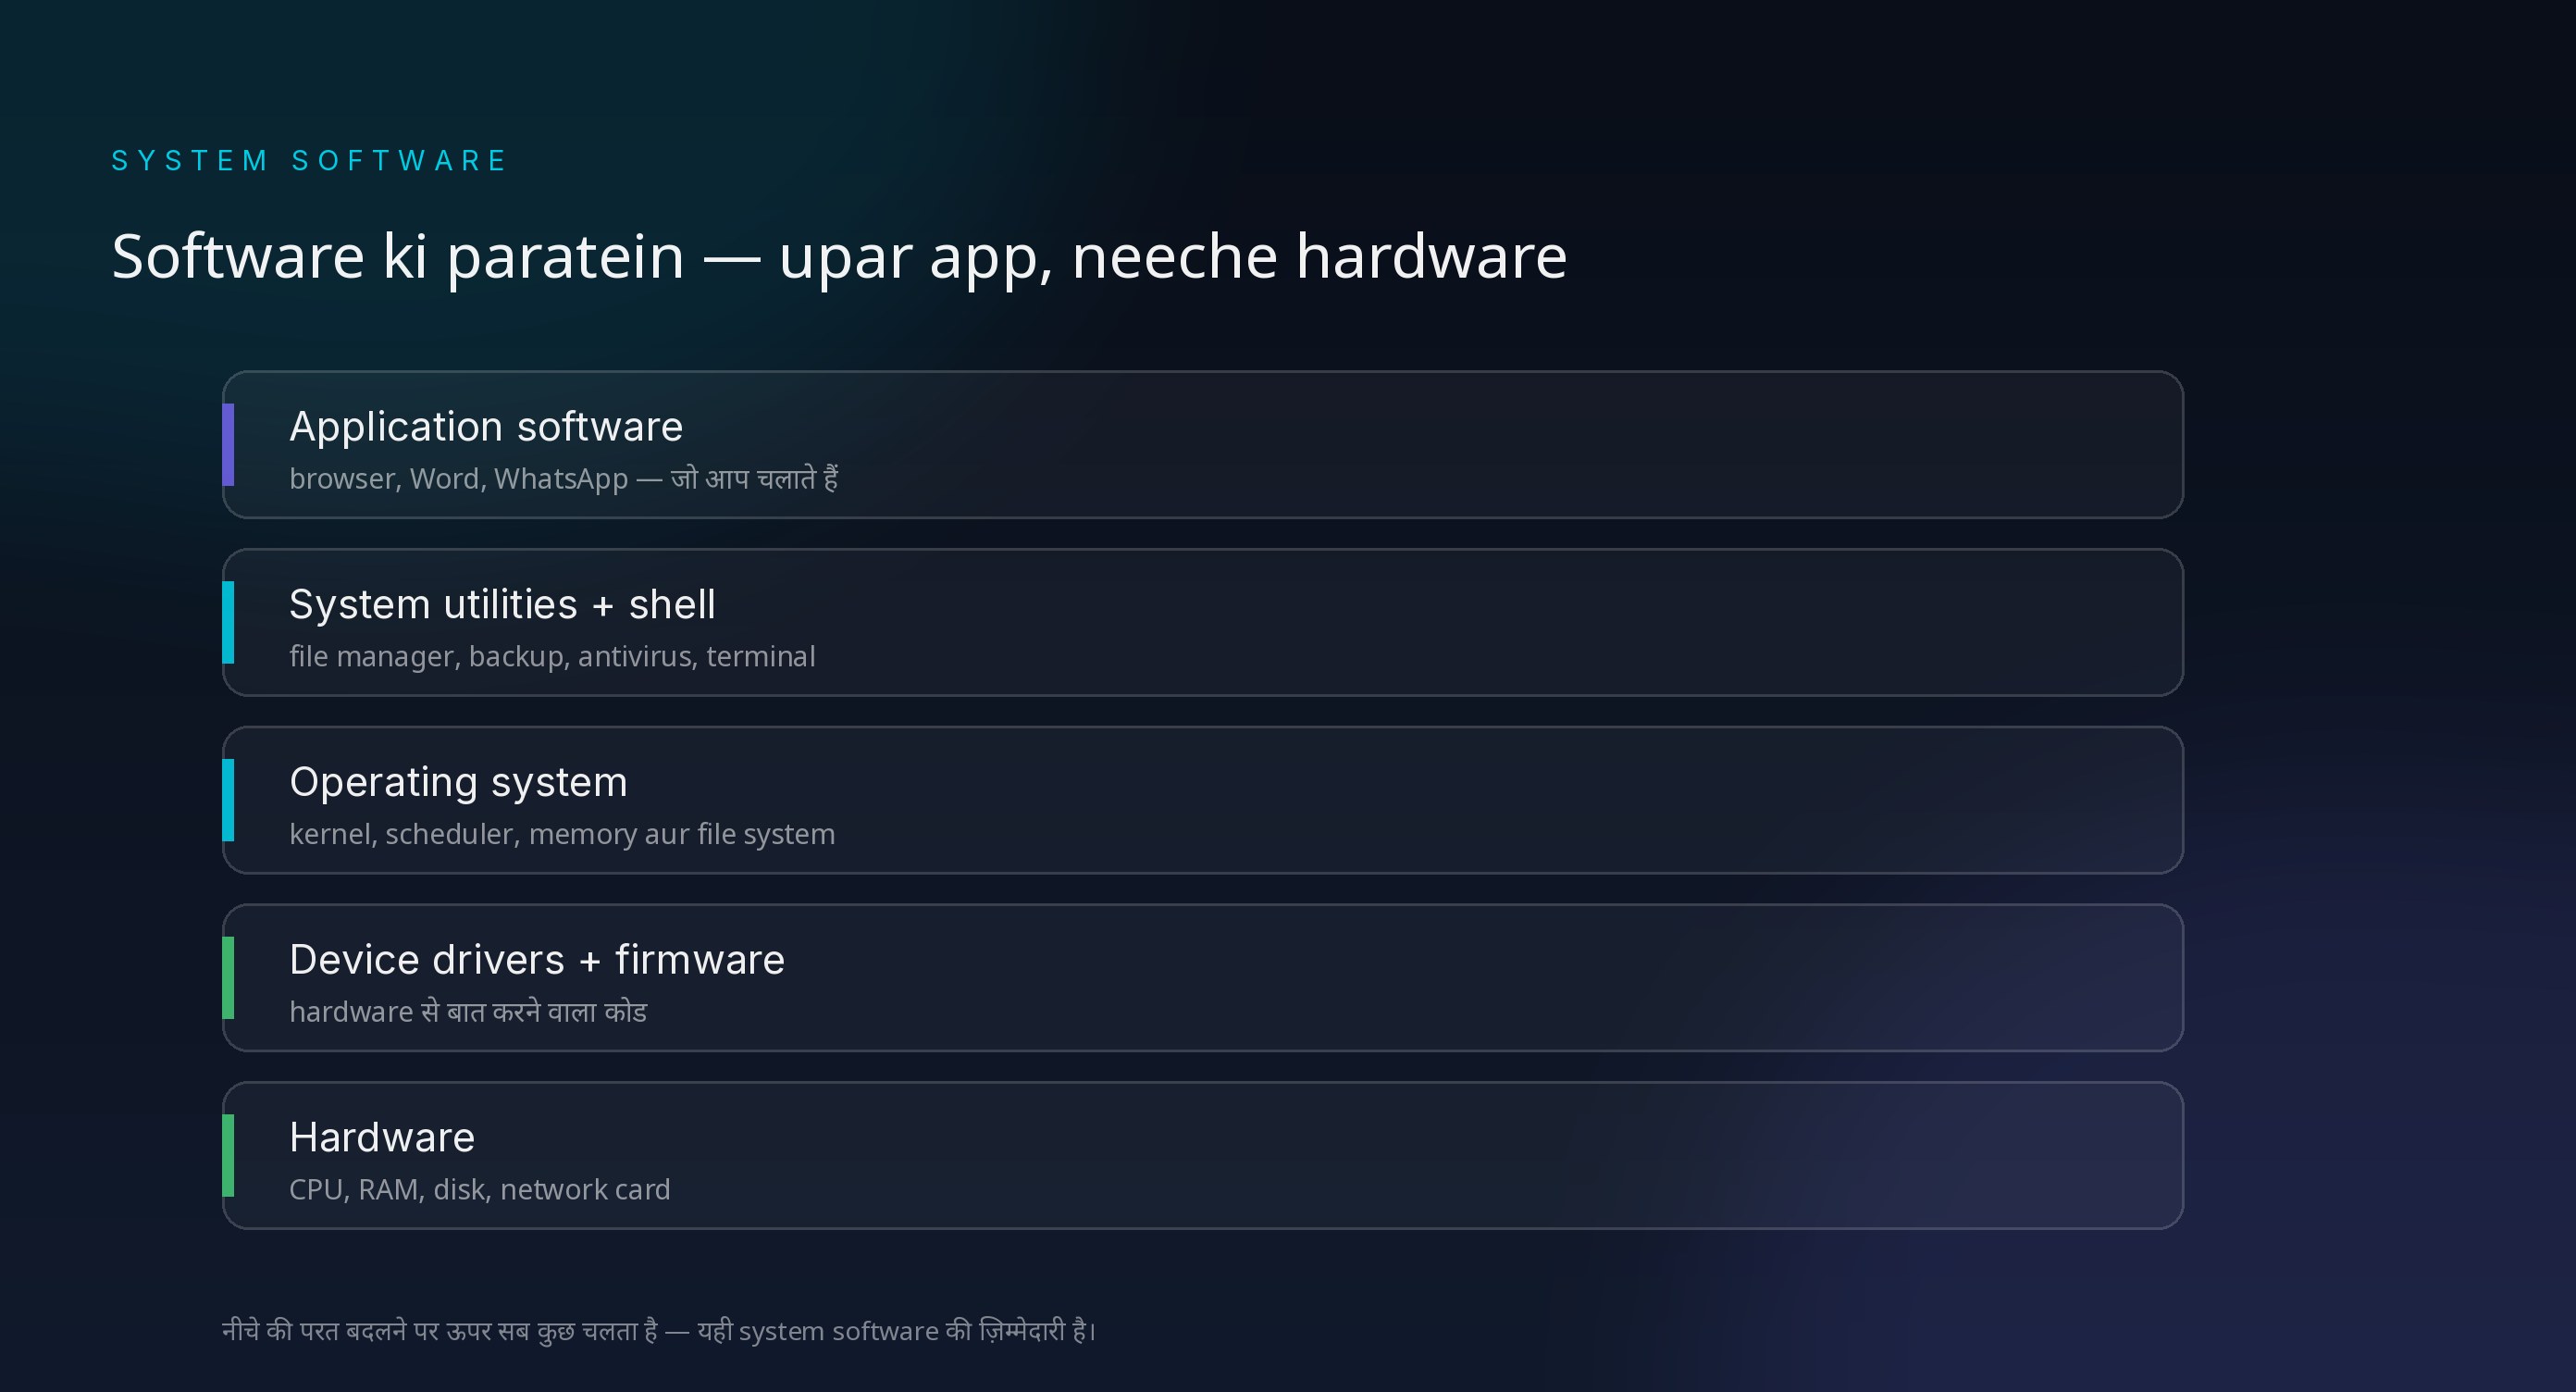 SYSTEM SOFTWARE
Software ki paratein — upar app, neeche hardware
Application software
browser, Word, WhatsApp — जो आप चलाते हैं
System utilities + shell
file manager, backup, antivirus, terminal
Operating system
kernel, scheduler, memory aur file system
Device drivers + firmware
hardware से बात करने वाला कोड
Hardware
CPU, RAM, disk, network card
नीचे की परत बदलने पर ऊपर सब कुछ चलता है — यही system software की ज़िम्मेदारी है।